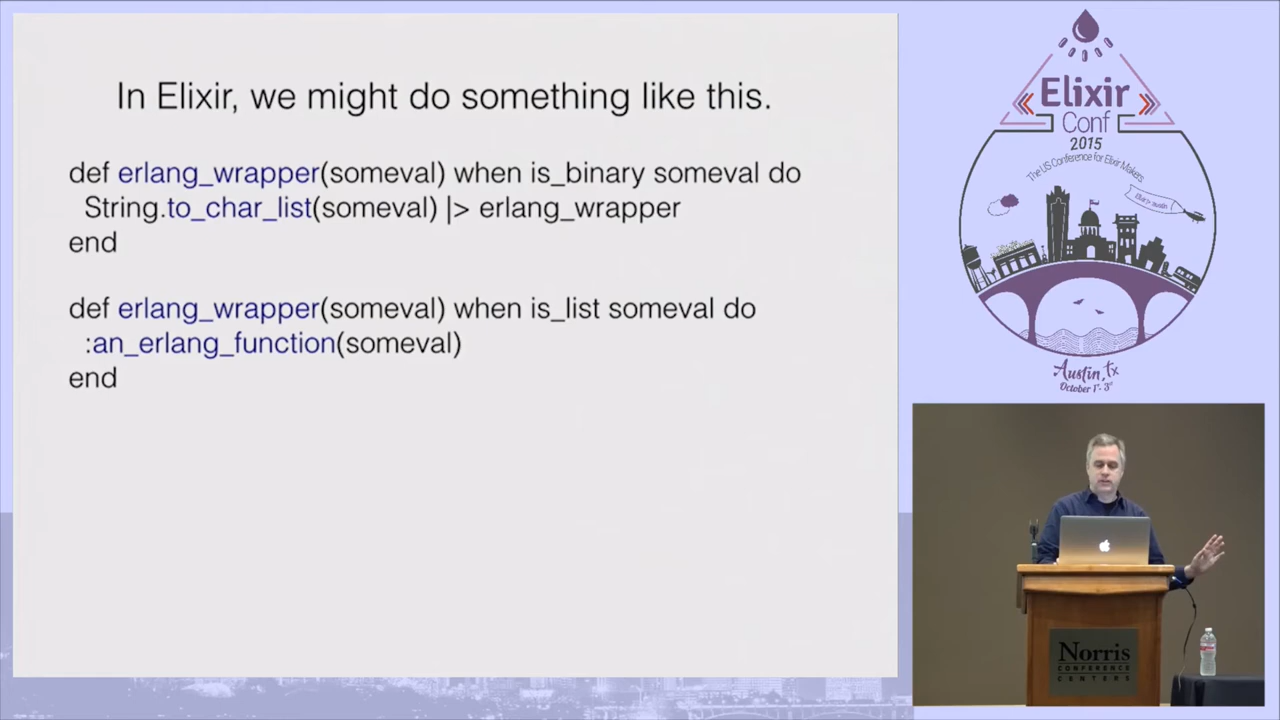 In Elixir, we might do something like this.
def erlang_wrapper(someval) when is_binary someval do
String.to_char_list(someval) |> erlang_wrapper
end
def erlang_wrapper(someval) when is_list someval do
:an_erlang_function(someval)
end
Elixir
Conf
2015
The US Conference for Elixir Makers
Austin, Tx
October 1st - 3rd
Norris
CONFERENCE
CENTERS